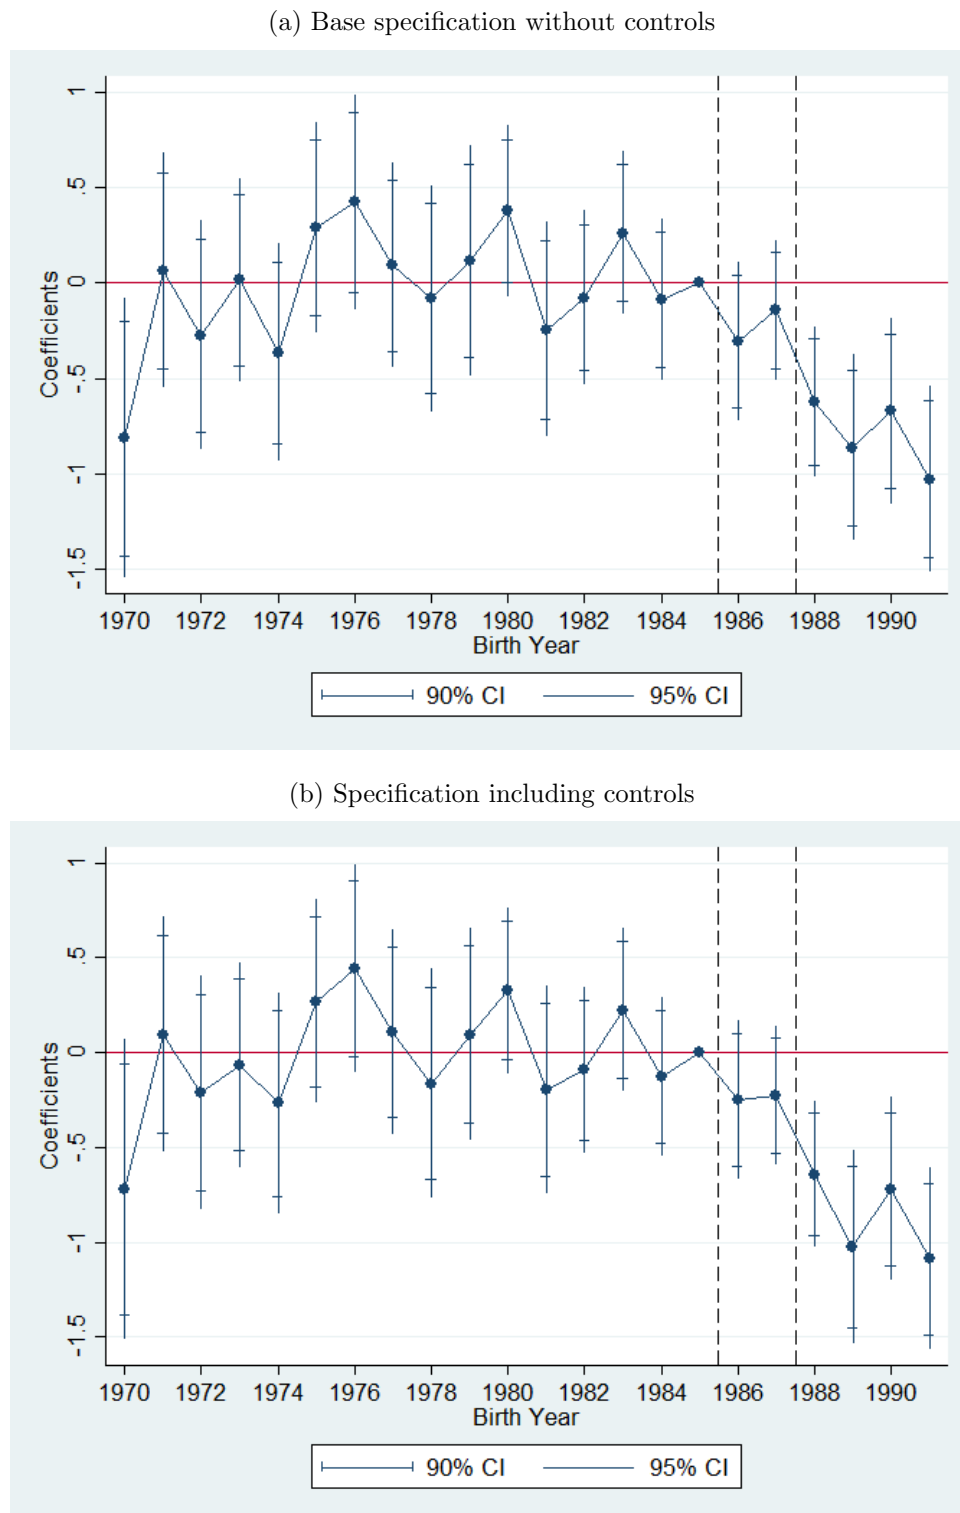 (a) Base specification without controls
1
.5
0
-.5
-1
-1.5
Coefficients
1970 1972 1974 1976 1978 1980 1982 1984 1986 1988 1990
Birth Year
90% CI 95% CI
(b) Specification including controls
1
.5
0
-.5
-1
-1.5
Coefficients
1970 1972 1974 1976 1978 1980 1982 1984 1986 1988 1990
Birth Year
90% CI 95% CI